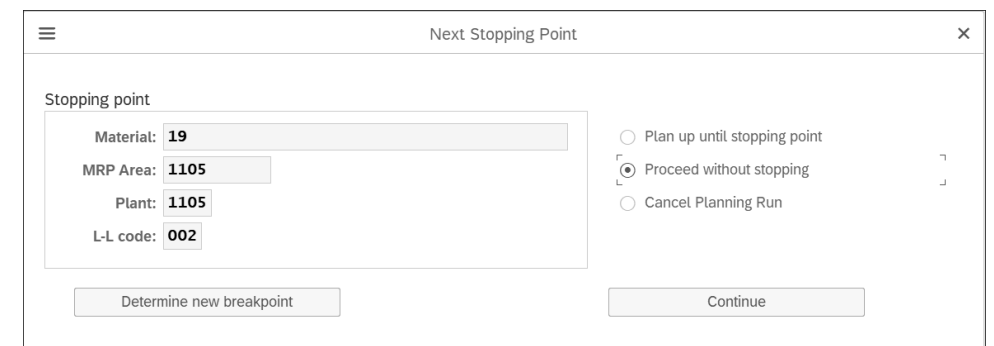 Next Stopping Point
Stopping point
Material: 19
MRP Area: 1105
Plant: 1105
L-L code: 002
Plan up until stopping point
Proceed without stopping
Cancel Planning Run
Determine new breakpoint
Continue